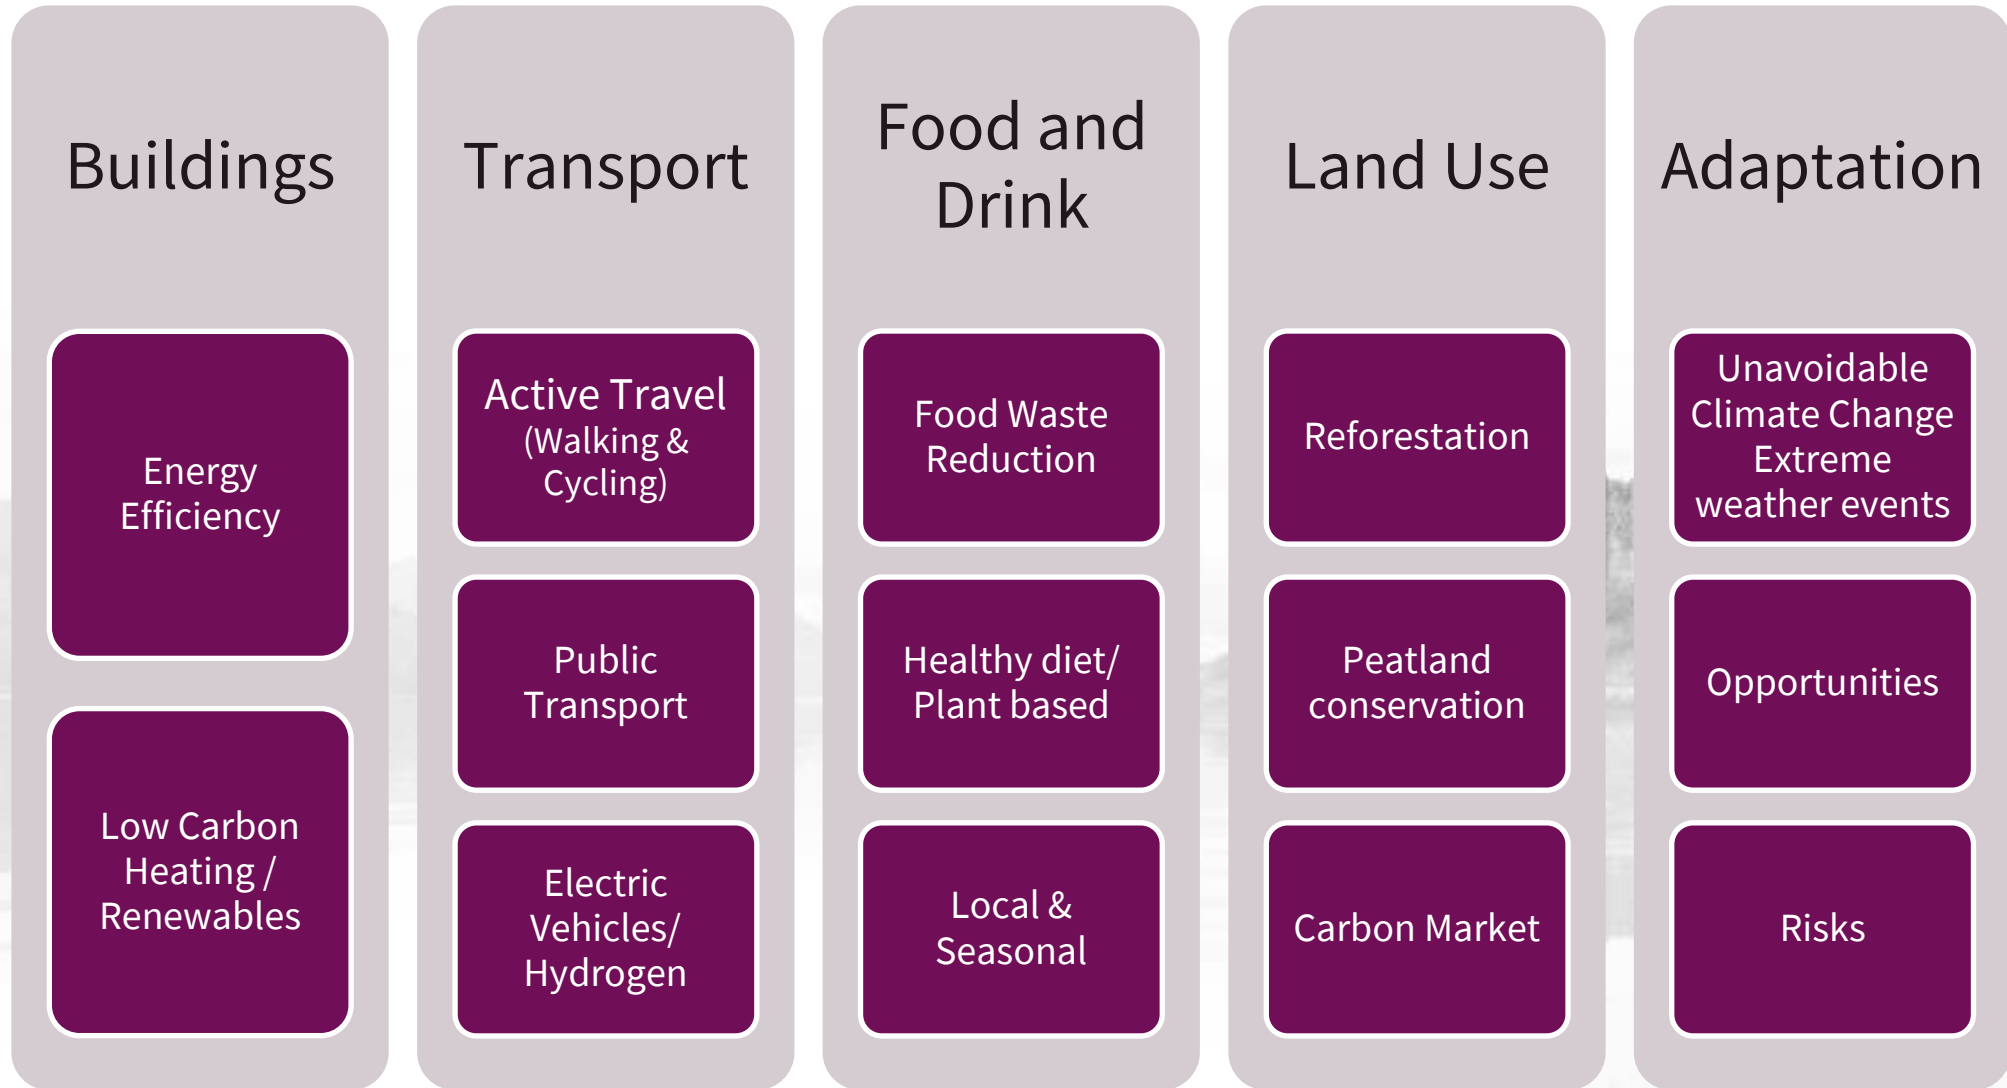 Buildings
Energy
Efficiency
Low Carbon
Heating /
Renewables
Transport
Active Travel
(Walking &
Cycling)
Public
Transport
Electric
Vehicles/
Hydrogen
Food and
Drink
Food Waste
Reduction
Healthy diet/
Plant based
Local &
Seasonal
Land Use
Reforestation
Peatland
conservation
Carbon Market
Adaptation
Unavoidable
Climate Change
Extreme
weather events
Opportunities
Risks